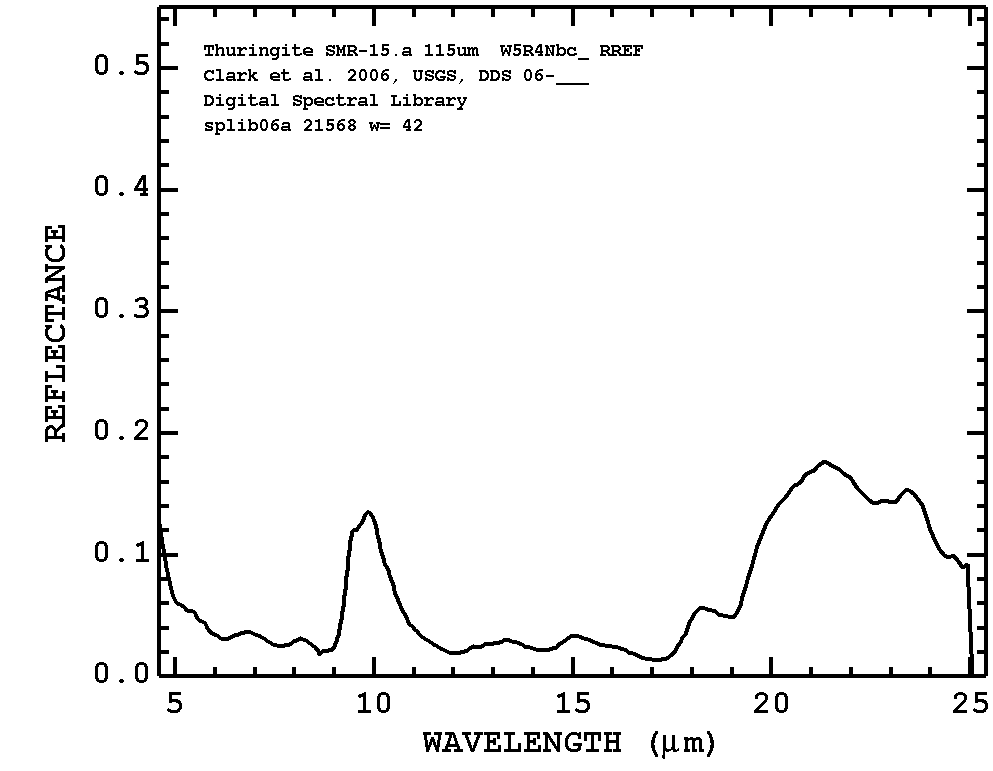 Thuringite SMR-15.a 115um W5R4Nbc_ RREF
Clark et al. 2006, USGS, DDS 06-___
Digital Spectral Library
splib06a 21568 w= 42
0.5
0.4
0.3
0.2
0.1
0.0
REFLECTANCE
5 10 15 20 25
WAVELENGTH (μm)